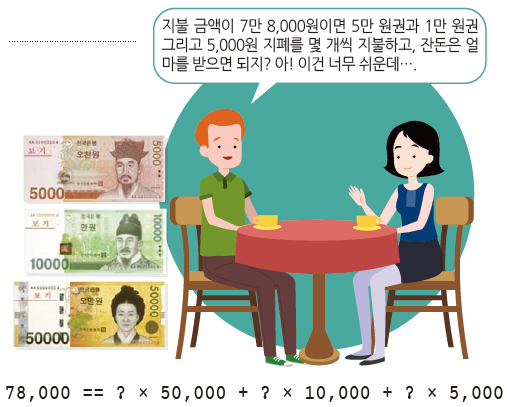 지불 금액이 7만 8,000원이면 5만 원권과 1만 원권
그리고 5,000원 지폐를 몇 개씩 지불하고, 잔돈은 얼
마를 받으면 되지? 아! 이건 너무 쉬운데….
한국은행
오천원
보기
5000
5000
한국은행
만원
보기
10000
10000
한국은행
오만원
보기
50000
50000
78,000 == ? × 50,000 + ? × 10,000 + ? × 5,000